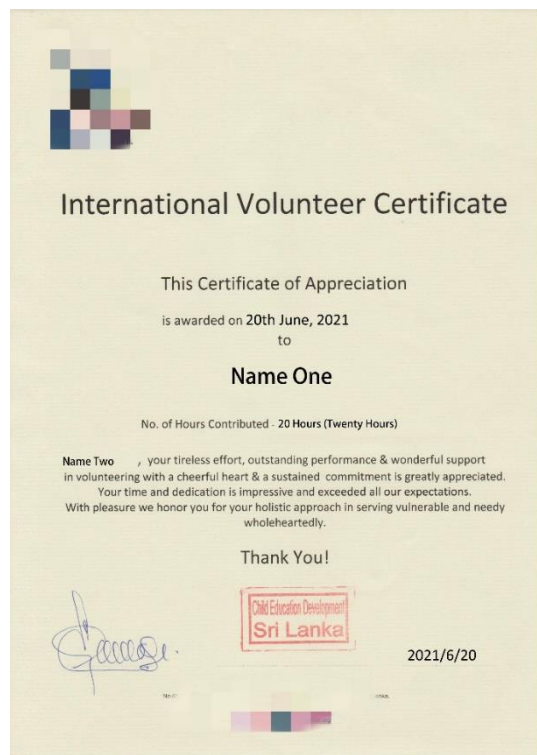 International Volunteer Certificate
This Certificate of Appreciation
is awarded on 20th June, 2021
to
Name One
No. of Hours Contributed - 20 Hours (Twenty Hours)
Name Two , your tireless effort, outstanding performance & wonderful support
in volunteering with a cheerful heart & a sustained commitment is greatly appreciated.
Your time and dedication is impressive and exceeded all our expectations.
With pleasure we honor you for your holistic approach in serving vulnerable and needy
wholeheartedly.
Thank You!
Child Education Development
Sri Lanka
2021/6/20